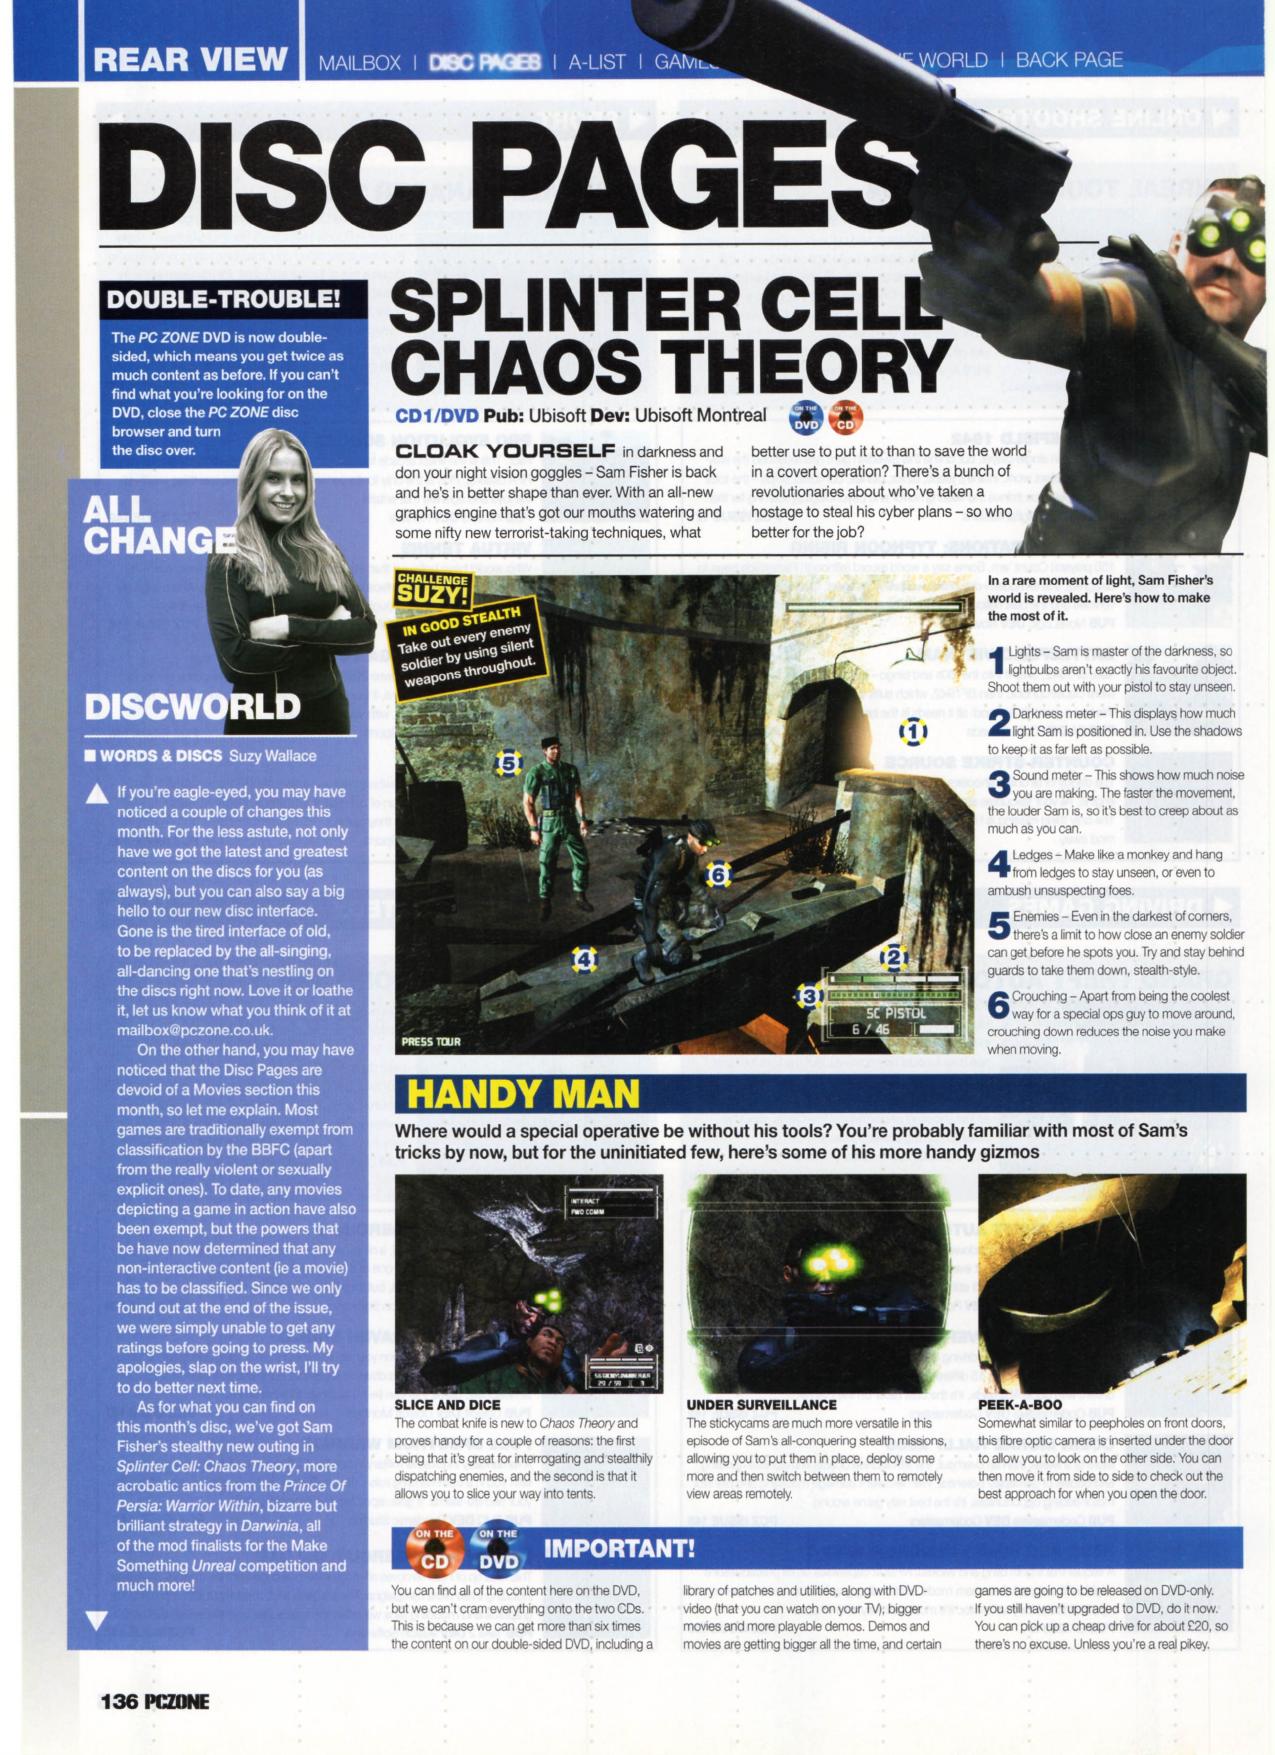 REAR VIEW
MAILBOX | DISC PAGES | A-LIST | GAME WORLD | BACK PAGE
DISC PAGES
DOUBLE-TROUBLE!
The PC ZONE DVD is now double-
sided, which means you get twice as
much content as before. If you can't
find what you're looking for on the
DVD, close the PC ZONE disc
browser and turn
the disc over.
ALL
CHANGE
DISCWORLD
WORDS & DISCS Suzy Wallace
If you're eagle-eyed, you may have
noticed a couple of changes this
month. For the less astute, not only
have we got the latest and greatest
content on the discs for you (as
always), but you can also say a big
hello to our new disc interface.
Gone is the tired interface of old,
to be replaced by the all-singing,
all-dancing one that's nestling on
the discs right now. Love it or loathe
it, let us know what you think of it at
mailbox@pczone.co.uk.
On the other hand, you may have
noticed that the Disc Pages are
devoid of a Movies section this
month, so let me explain. Most
games are traditionally exempt from
classification by the BBFC (apart
from the really violent or sexually
explicit ones). To date, any movies
depicting a game in action have also
been exempt, but the powers that
be have now determined that any
non-interactive content (ie a movie)
has to be classified. Since we only
found out at the end of the issue,
we were simply unable to get any
ratings before going to press. My
apologies, slap on the wrist, I'll try
to do better next time.
As for what you can find on
this month's disc, we've got Sam
Fisher's stealthy new outing in
Splinter Cell: Chaos Theory, more
acrobatic antics from the Prince Of
Persia: Warrior Within, bizarre but
brilliant strategy in Darwinia, all
of the mod finalists for the Make
Something Unreal competition and
much more!
SPLINTER CELL
CHAOS THEORY
CD1/DVD Pub: Ubisoft Dev: Ubisoft Montreal
ON THE DVD
ON THE CD
CLOAK YOURSELF in darkness and
don your night vision goggles – Sam Fisher is back
and he's in better shape than ever. With an all-new
graphics engine that's got our mouths watering and
some nifty new terrorist-taking techniques, what
better use to put it to than to save the world
in a covert operation? There's a bunch of
revolutionaries about who've taken a
hostage to steal his cyber plans – so who
better for the job?
CHALLENGE
SUZY!
IN GOOD STEALTH
Take out every enemy
soldier by using silent
weapons throughout.
1
5
6
4
2
3
SC PISTOL
6 / 46
PRESS TOUR
In a rare moment of light, Sam Fisher's
world is revealed. Here's how to make
the most of it.
1 Lights – Sam is master of the darkness, so
lightbulbs aren't exactly his favourite object.
Shoot them out with your pistol to stay unseen.
2 Darkness meter – This displays how much
light Sam is positioned in. Use the shadows
to keep it as far left as possible.
3 Sound meter – This shows how much noise
you are making. The faster the movement,
the louder Sam is, so it's best to creep about as
much as you can.
4 Ledges – Make like a monkey and hang
from ledges to stay unseen, or even to
ambush unsuspecting foes.
5 Enemies – Even in the darkest of corners,
there's a limit to how close an enemy soldier
can get before he spots you. Try and stay behind
guards to take them down, stealth-style.
6 Crouching – Apart from being the coolest
way for a special ops guy to move around,
crouching down reduces the noise you make
when moving.
HANDY MAN
Where would a special operative be without his tools? You're probably familiar with most of Sam's
tricks by now, but for the uninitiated few, here's some of his more handy gizmos
INTERACT
FWD COMM
SLICE AND DICE
The combat knife is new to Chaos Theory and
proves handy for a couple of reasons: the first
being that it's great for interrogating and stealthily
dispatching enemies, and the second is that it
allows you to slice your way into tents.
UNDER SURVEILLANCE
The stickycams are much more versatile in this
episode of Sam's all-conquering stealth missions,
allowing you to put them in place, deploy some
more and then switch between them to remotely
view areas remotely.
PEEK-A-BOO
Somewhat similar to peepholes on front doors,
this fibre optic camera is inserted under the door
to allow you to look on the other side. You can
then move it from side to side to check out the
best approach for when you open the door.
ON THE CD
ON THE DVD
IMPORTANT!
You can find all of the content here on the DVD,
but we can't cram everything onto the two CDs.
This is because we can get more than six times
the content on our double-sided DVD, including a
library of patches and utilities, along with DVD-
video (that you can watch on your TV), bigger
movies and more playable demos. Demos and
movies are getting bigger all the time, and certain
games are going to be released on DVD-only.
If you still haven't upgraded to DVD, do it now.
You can pick up a cheap drive for about £20, so
there's no excuse. Unless you're a real pikey.
136 PCZONE